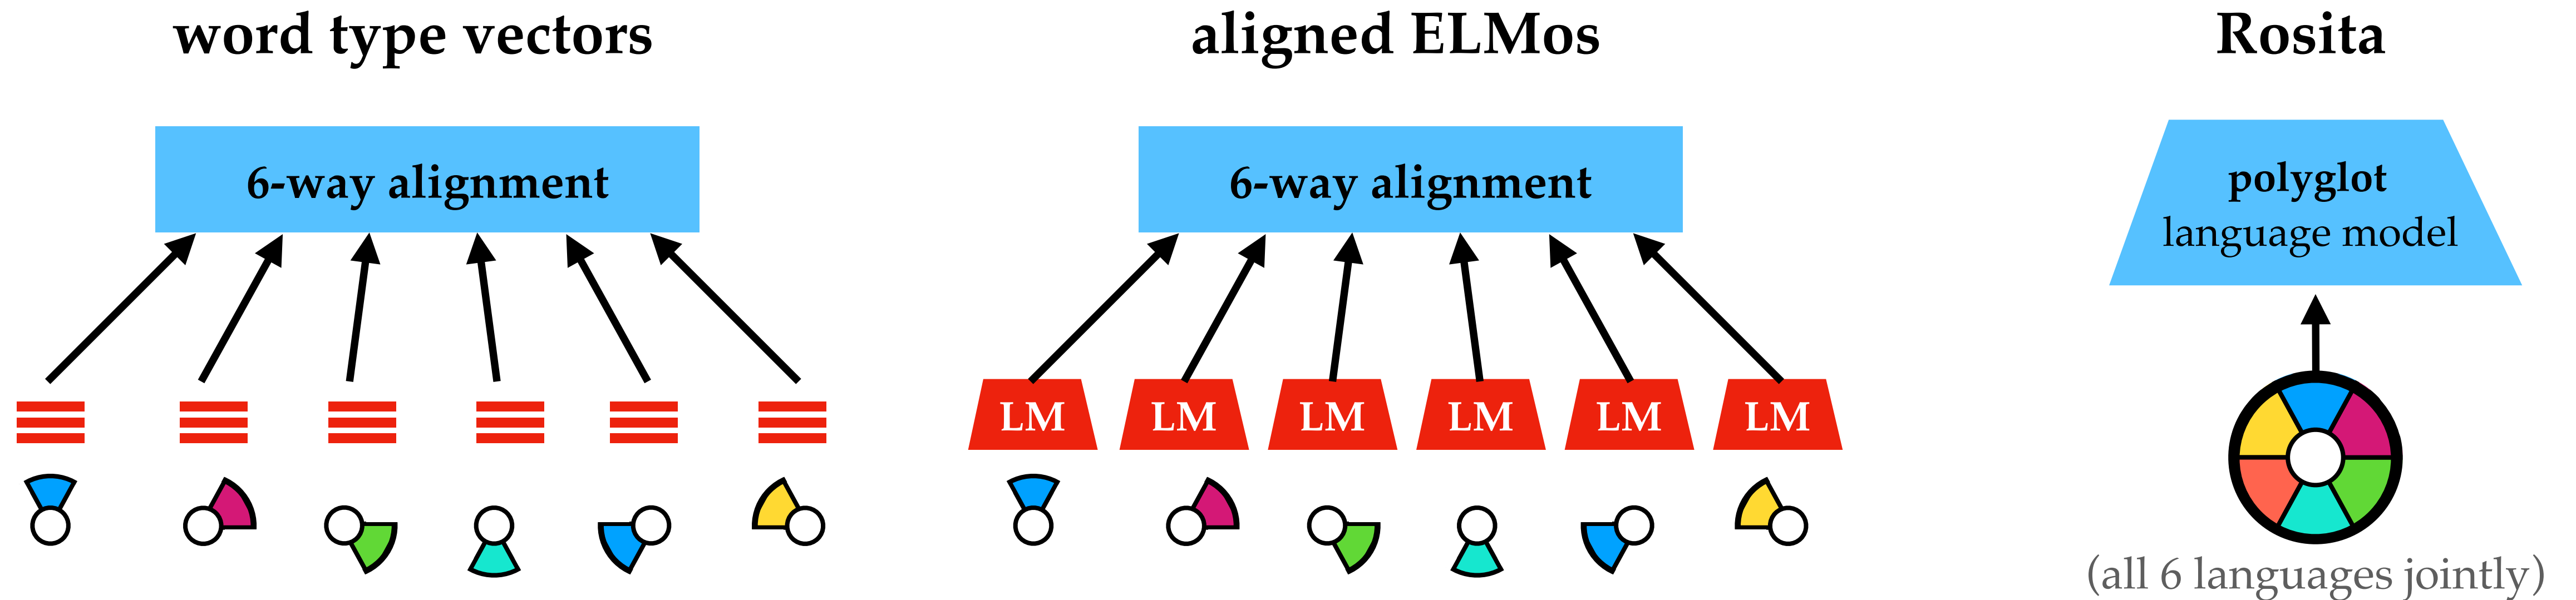 word type vectors
6-way alignment
aligned ELMos
6-way alignment
LM LM LM LM LM LM
Rosita
polyglot
language model
(all 6 languages jointly)